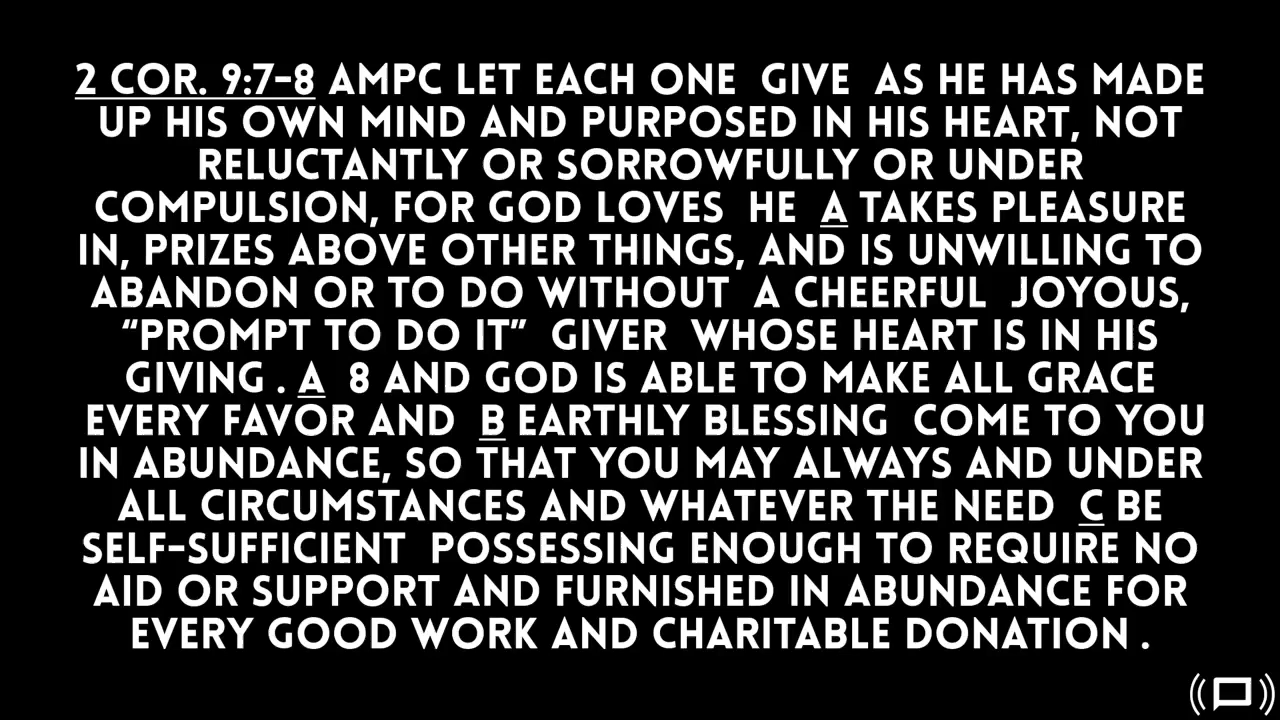 2 COR. 9:7-8 AMPC LET EACH ONE GIVE AS HE HAS MADE
UP HIS OWN MIND AND PURPOSED IN HIS HEART, NOT
RELUCTANTLY OR SORROWFULLY OR UNDER
COMPULSION, FOR GOD LOVES HE A TAKES PLEASURE
IN, PRIZES ABOVE OTHER THINGS, AND IS UNWILLING TO
ABANDON OR TO DO WITHOUT A CHEERFUL JOYOUS,
“PROMPT TO DO IT” GIVER WHOSE HEART IS IN HIS
GIVING . A 8 AND GOD IS ABLE TO MAKE ALL GRACE
EVERY FAVOR AND B EARTHLY BLESSING COME TO YOU
IN ABUNDANCE, SO THAT YOU MAY ALWAYS AND UNDER
ALL CIRCUMSTANCES AND WHATEVER THE NEED C BE
SELF-SUFFICIENT POSSESSING ENOUGH TO REQUIRE NO
AID OR SUPPORT AND FURNISHED IN ABUNDANCE FOR
EVERY GOOD WORK AND CHARITABLE DONATION .